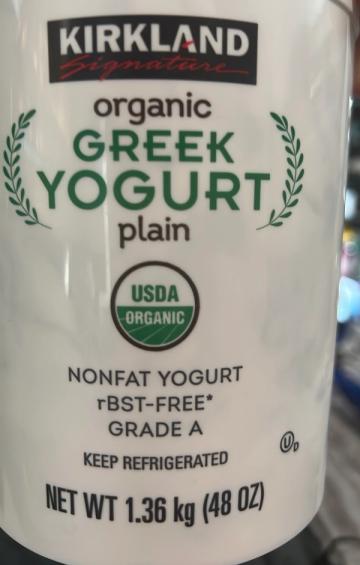 KIRKLAND
Signature
organic
GREEK
YOGURT
plain
USDA
ORGANIC
NONFAT YOGURT
rBST-FREE*
GRADE A
KEEP REFRIGERATED
U D
NET WT 1.36 kg (48 OZ)